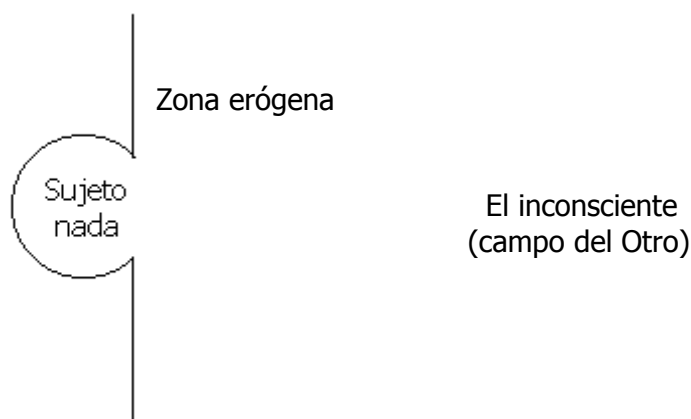 Zona erógena
Sujeto
nada
El inconsciente
(campo del Otro)